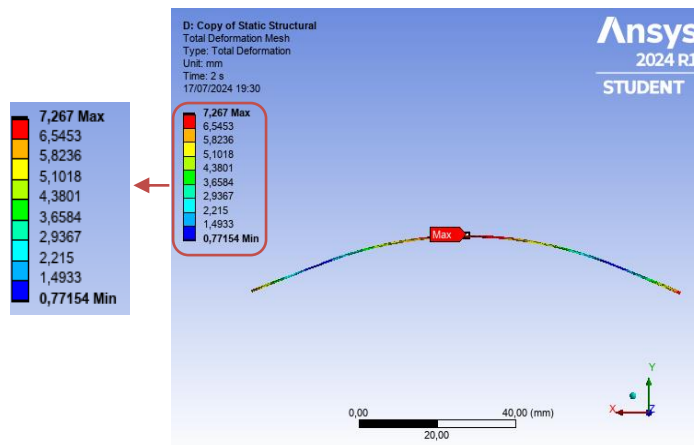 D: Copy of Static Structural
Total Deformation Mesh
Type: Total Deformation
Unit: mm
Time: 2 s
17/07/2024 19:30
Ansys
2024 R1
STUDENT
7,267 Max
6,5453
5,8236
5,1018
4,3801
3,6584
2,9367
2,215
1,4933
0,77154 Min
7,267 Max
6,5453
5,8236
5,1018
4,3801
3,6584
2,9367
2,215
1,4933
0,77154 Min
Max
0,00
40,00 (mm)
20,00
Y
X
Z